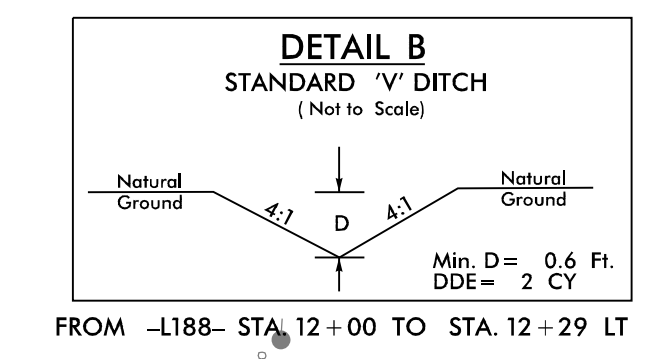 DETAIL B
STANDARD 'V' DITCH
( Not to Scale)
Natural
Ground
4:1
D
4:1
Natural
Ground
Min. D= 0.6 Ft.
DDE= 2 CY
FROM -L188- STA. 12+00 TO STA. 12+29 LT